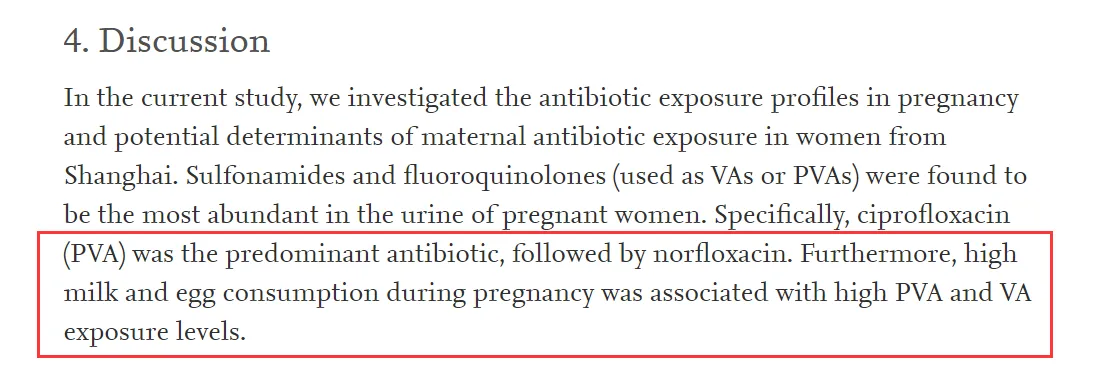 4. Discussion
In the current study, we investigated the antibiotic exposure profiles in pregnancy
and potential determinants of maternal antibiotic exposure in women from
Shanghai. Sulfonamides and fluoroquinolones (used as VAs or PVAs) were found to
be the most abundant in the urine of pregnant women. Specifically, ciprofloxacin
(PVA) was the predominant antibiotic, followed by norfloxacin. Furthermore, high
milk and egg consumption during pregnancy was associated with high PVA and VA
exposure levels.